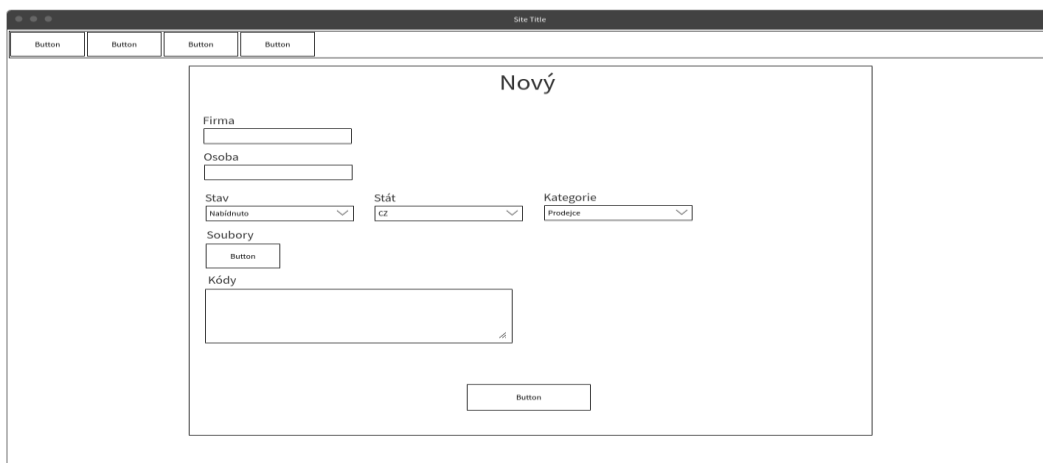 Site Title
Button Button Button Button
Nový
Firma
Osoba
Stav Stát Kategorie
Nabídnuto CZ Prodejce
Soubory
Button
Kódy
Button